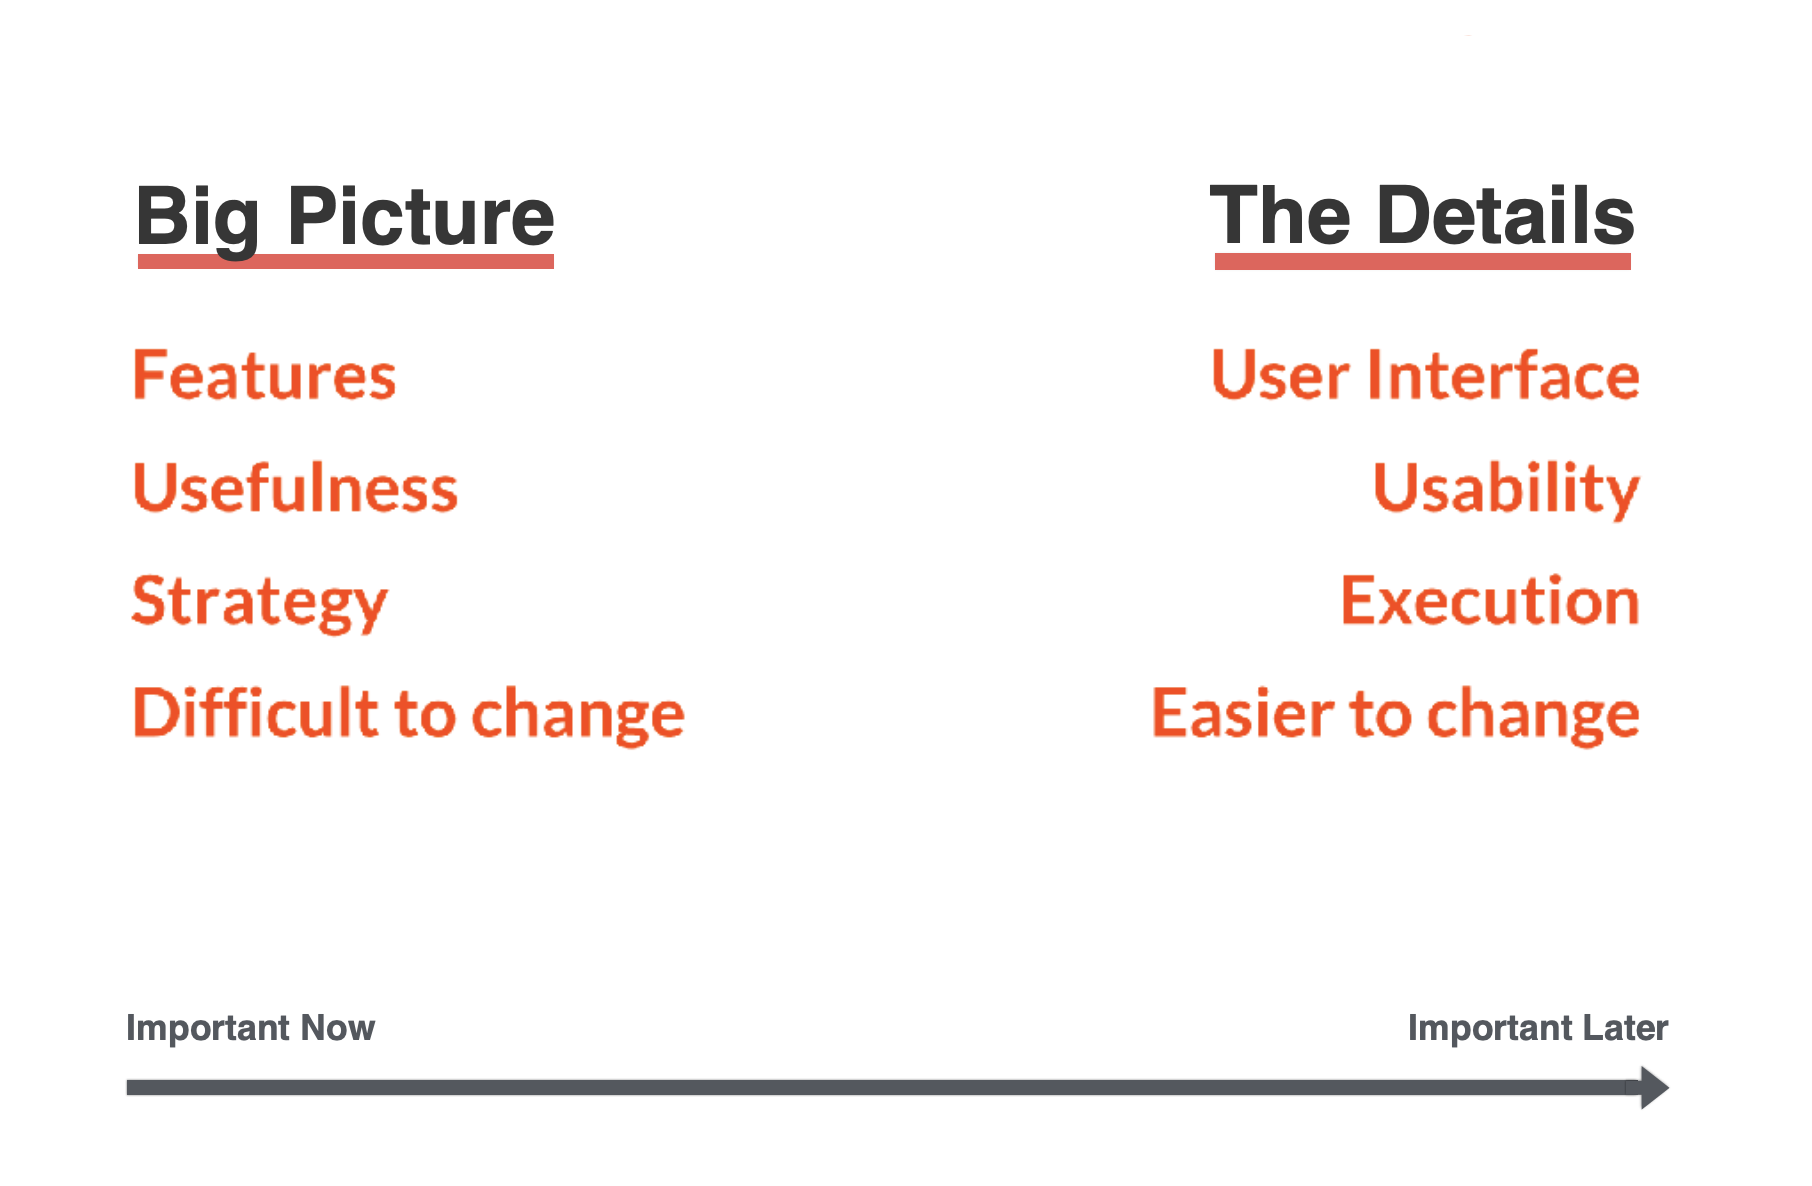 Big Picture
Features
Usefulness
Strategy
Difficult to change
The Details
User Interface
Usability
Execution
Easier to change
Important Now
Important Later